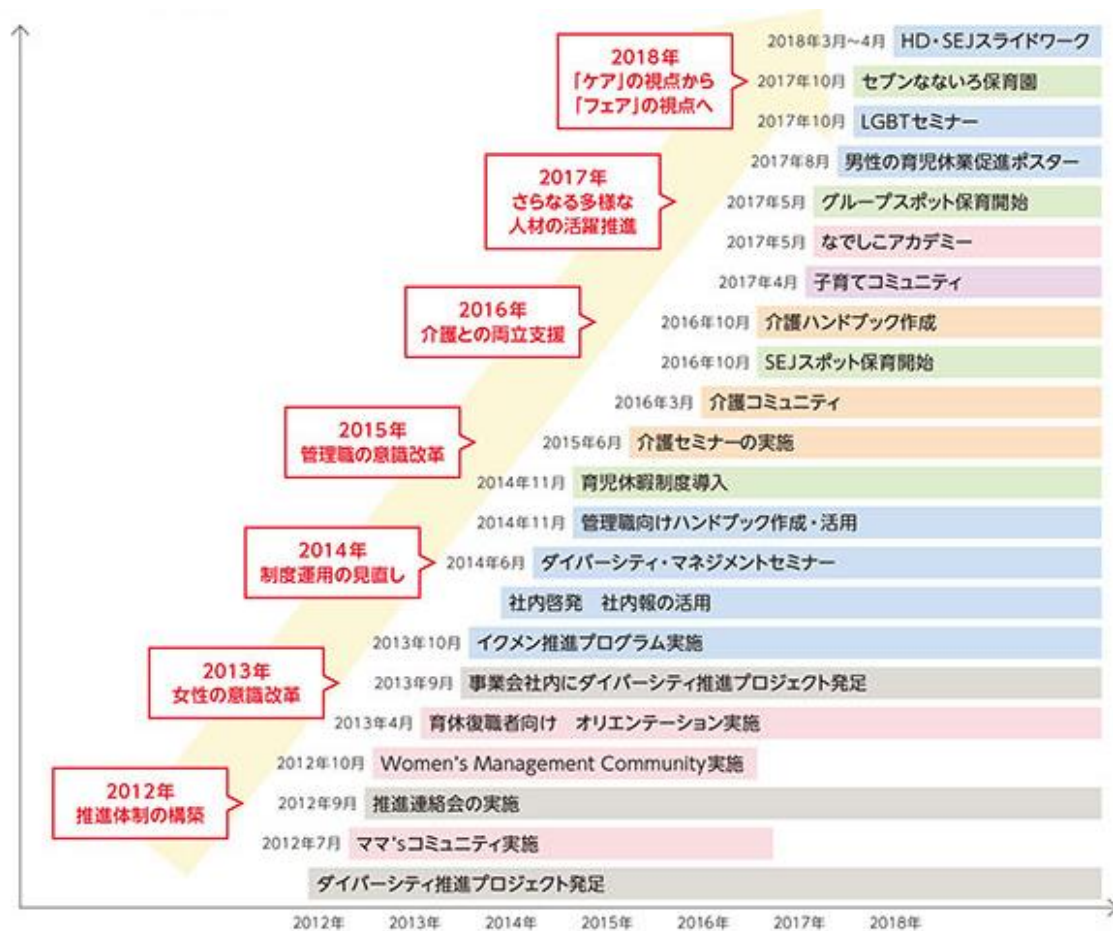 2018年3月～4月 HD・SEJスライドワーク
2018年
「ケア」の視点から
「フェア」の視点へ
2017年10月 セブンなないろ保育園
2017年10月 LGBTセミナー
2017年8月 男性の育児休業促進ポスター
2017年
さらなる多様な
人材の活躍推進
2017年5月 グループスポット保育開始
2017年5月 なでしこアカデミー
2017年4月 子育てコミュニティ
2016年
介護との両立支援
2016年10月 介護ハンドブック作成
2016年10月 SEJスポット保育開始
2016年3月 介護コミュニティ
2015年
管理職の意識改革
2015年6月 介護セミナーの実施
2014年11月 育児休暇制度導入
2014年11月 管理職向けハンドブック作成・活用
2014年
制度運用の見直し
2014年6月 ダイバーシティ・マネジメントセミナー
社内啓発　社内報の活用
2013年10月 イクメン推進プログラム実施
2013年
女性の意識改革
2013年9月 事業会社内にダイバーシティ推進プロジェクト発足
2013年4月 育休復職者向け　オリエンテーション実施
2012年10月 Women's Management Community実施
2012年
推進体制の構築
2012年9月 推進連絡会の実施
2012年7月 ママ'sコミュニティ実施
ダイバーシティ推進プロジェクト発足
2012年 2013年 2014年 2015年 2016年 2017年 2018年